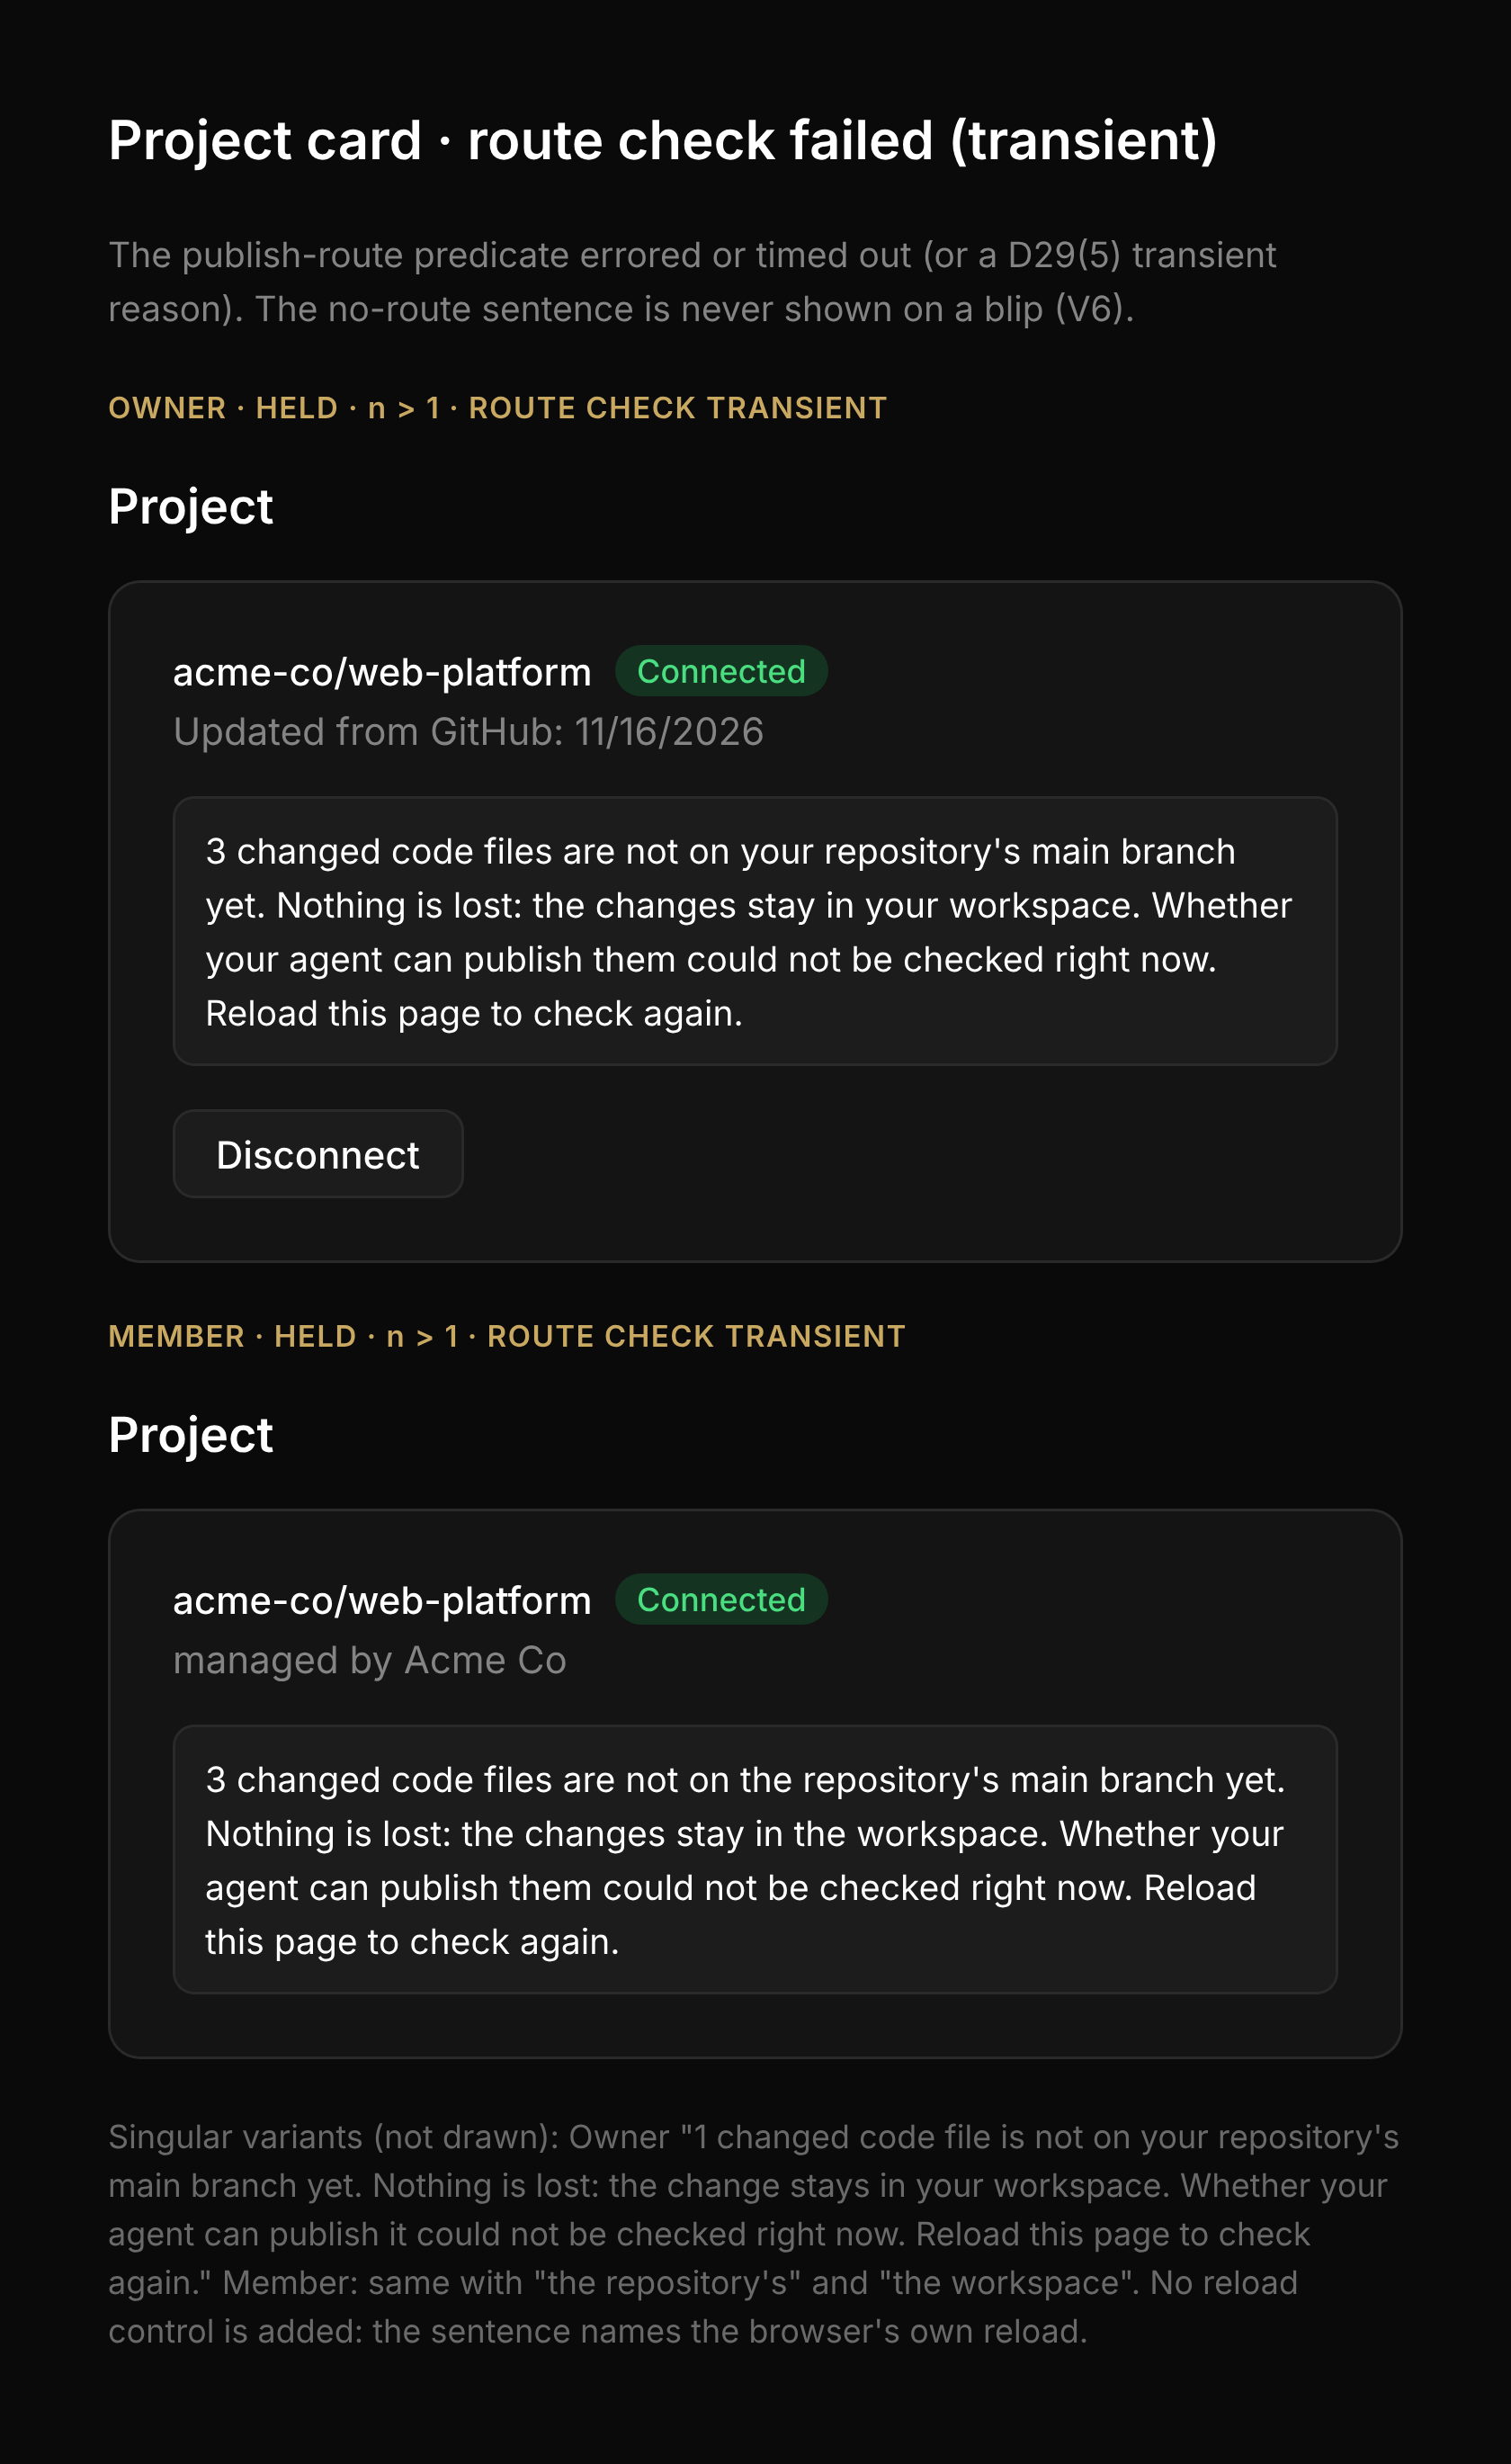 Project card · route check failed (transient)
The publish-route predicate errored or timed out (or a D29(5) transient
reason). The no-route sentence is never shown on a blip (V6).
OWNER · HELD · n > 1 · ROUTE CHECK TRANSIENT
Project
acme-co/web-platform Connected
Updated from GitHub: 11/16/2026
3 changed code files are not on your repository's main branch
yet. Nothing is lost: the changes stay in your workspace. Whether
your agent can publish them could not be checked right now.
Reload this page to check again.
Disconnect
MEMBER · HELD · n > 1 · ROUTE CHECK TRANSIENT
Project
acme-co/web-platform Connected
managed by Acme Co
3 changed code files are not on the repository's main branch yet.
Nothing is lost: the changes stay in the workspace. Whether your
agent can publish them could not be checked right now. Reload
this page to check again.
Singular variants (not drawn): Owner "1 changed code file is not on your repository's
main branch yet. Nothing is lost: the change stays in your workspace. Whether your
agent can publish it could not be checked right now. Reload this page to check
again." Member: same with "the repository's" and "the workspace". No reload
control is added: the sentence names the browser's own reload.